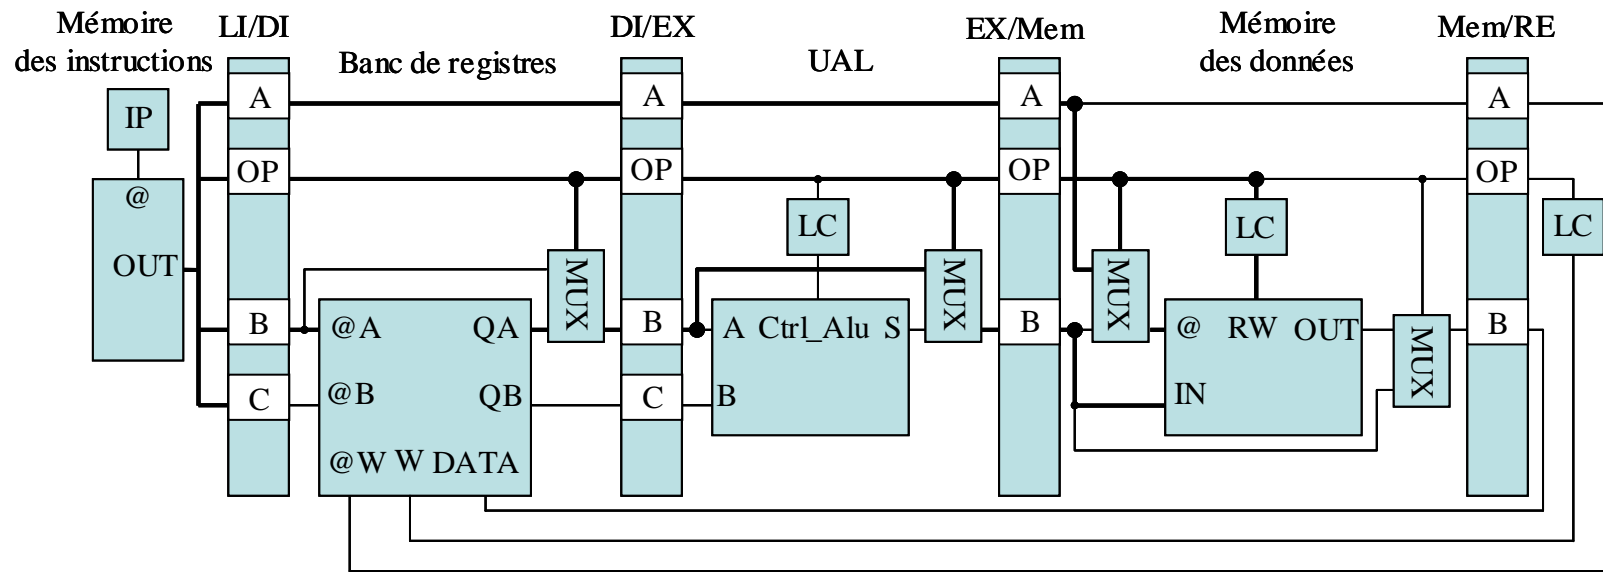 Mémoire
des instructions
LI/DI
Banc de registres
DI/EX
UAL
EX/Mem
Mémoire
des données
Mem/RE
IP
@
OUT
A
OP
B
C
@A
@B
@W W DATA
QA
QB
MUX
A
OP
B
C
LC
A Ctrl_Alu S
B
MUX
A
OP
B
MUX
LC
@ RW OUT
IN
MUX
A
OP
B
LC